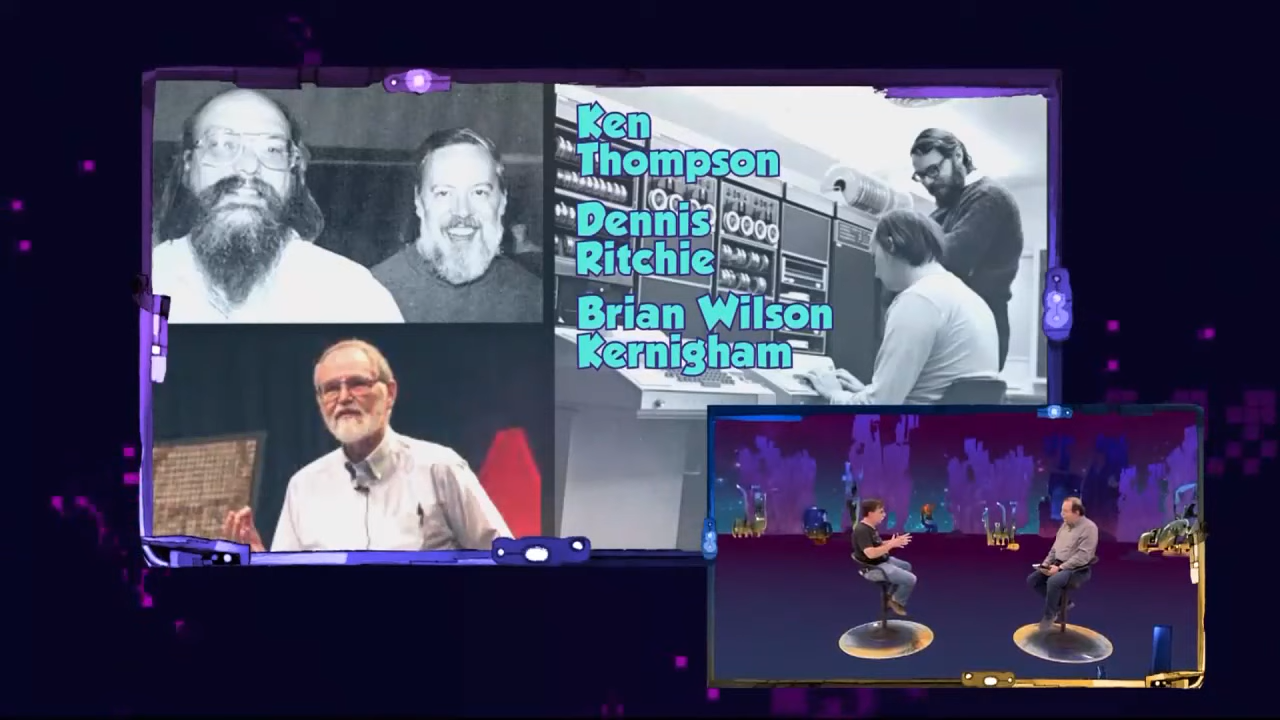 Ken
Thompson
Dennis
Ritchie
Brian Wilson
Kernigham